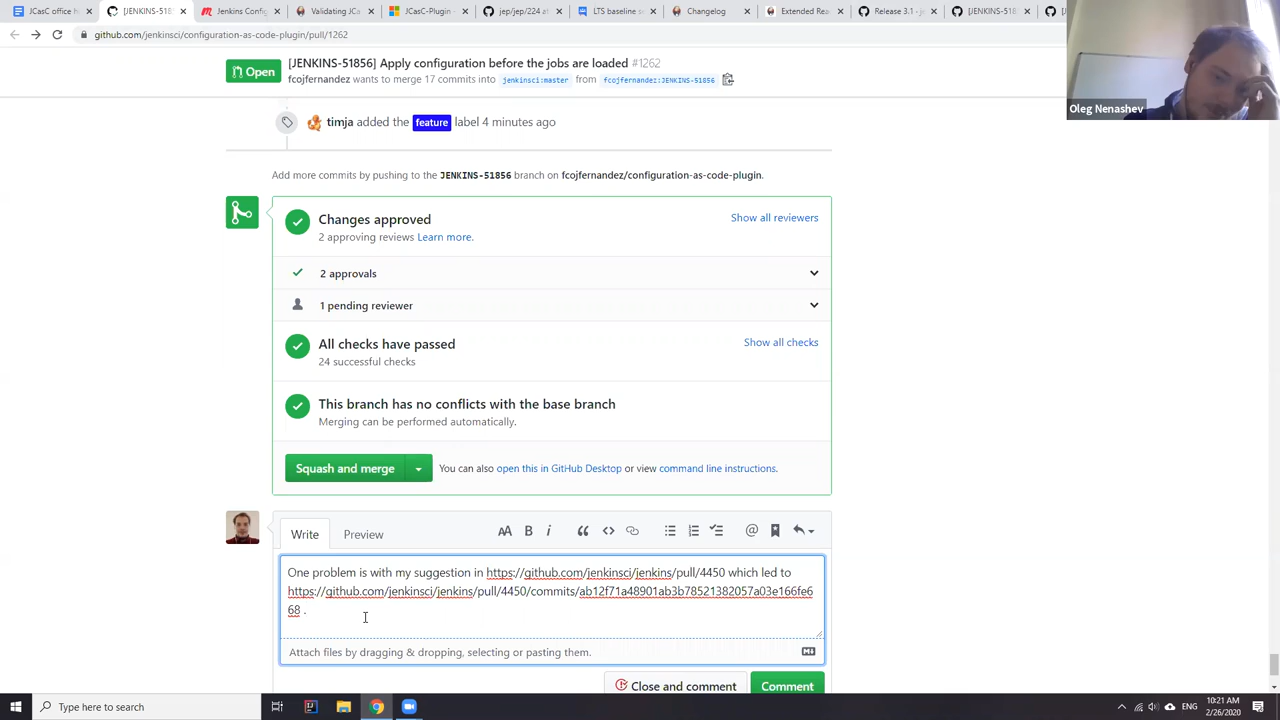 JCasC office h
[JENKINS-518
Jenkins Config
Validating JCa
JCasC-Plugin -
jep/jep/224 at
LTS baseline s
Changelog
Extended Rea
Release 3.1 -
[JENKINS-518
github.com/jenkinsci/configuration-as-code-plugin/pull/1262
Oleg Nenashev
Open
[JENKINS-51856] Apply configuration before the jobs are loaded #1262
fcojfernandez wants to merge 17 commits into jenkinsci:master from fcojfernandez:JENKINS-51856
timja added the feature label 4 minutes ago
Add more commits by pushing to the JENKINS-51856 branch on fcojfernandez/configuration-as-code-plugin.
Changes approved
Show all reviewers
2 approving reviews Learn more.
2 approvals
1 pending reviewer
All checks have passed
Show all checks
24 successful checks
This branch has no conflicts with the base branch
Merging can be performed automatically.
Squash and merge
You can also open this in GitHub Desktop or view command line instructions.
Write
Preview
AA B i @
One problem is with my suggestion in https://github.com/jenkinsci/jenkins/pull/4450 which led to
https://github.com/jenkinsci/jenkins/pull/4450/commits/ab12f71a48901ab3b78521382057a03e166fe6
68 .
Attach files by dragging & dropping, selecting or pasting them.
Close and comment
Comment
Type here to search
ENG
10:21 AM
2/26/2020